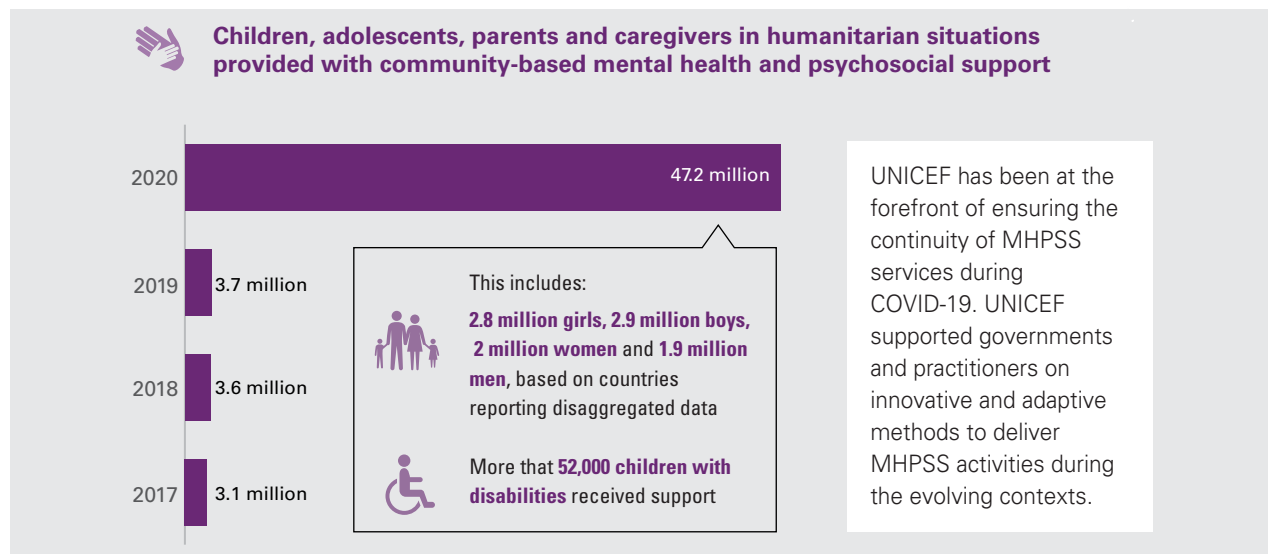 Children, adolescents, parents and caregivers in humanitarian situations
provided with community-based mental health and psychosocial support
2020
47.2 million
2019
3.7 million
2018
3.6 million
2017
3.1 million
This includes:
2.8 million girls, 2.9 million boys,
2 million women and 1.9 million
men, based on countries
reporting disaggregated data
More that 52,000 children with
disabilities received support
UNICEF has been at the
forefront of ensuring the
continuity of MHPSS
services during
COVID-19. UNICEF
supported governments
and practitioners on
innovative and adaptive
methods to deliver
MHPSS activities during
the evolving contexts.